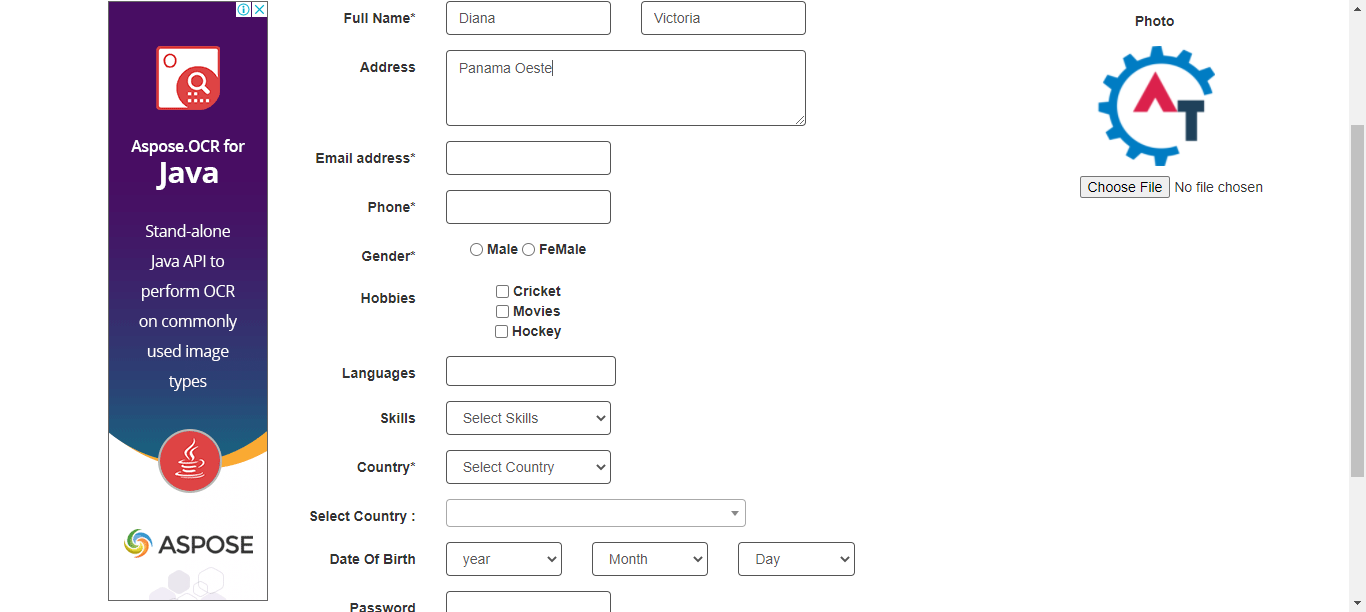 Aspose.OCR for
Java
Stand-alone
Java API to
perform OCR
on commonly
used image
types
ASPOSE
Full Name* Diana Victoria
Address Panama Oeste
Email address*
Phone*
Gender* Male FeMale
Hobbies Cricket
Movies
Hockey
Languages
Skills Select Skills
Country* Select Country
Select Country :
Date Of Birth year Month Day
Password
Photo
AT
Choose File No file chosen